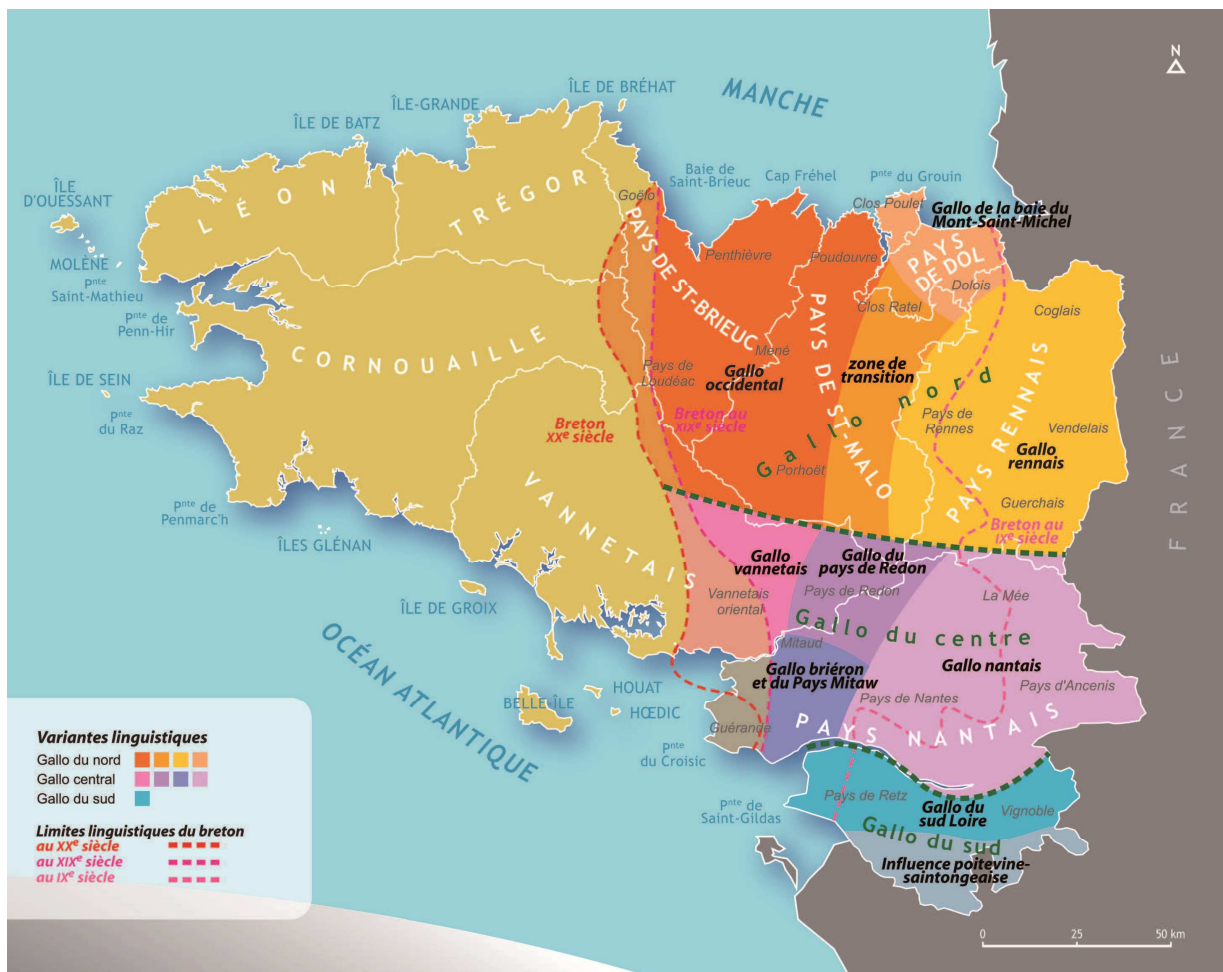 N
MANCHE
ÎLE DE BRÉHAT
ÎLE-GRANDE
ÎLE DE BATZ
ÎLE
D'OUESSANT
MOLÈNE
Pnte
Saint-Mathieu
Pnte de
Penn-Hir
ÎLE DE SEIN
Pnte
du Raz
Pnte de
Penmarc'h
ÎLES GLÉNAN
ÎLE DE GROIX
BELLE-ÎLE
HOUAT
HŒDIC
Pnte
du Croisic
Pnte de
Saint-Gildas
OCÉAN ATLANTIQUE
Baie de
Saint-Brieuc
Cap Fréhel
Pnte du Grouin
LÉON
TRÉGOR
CORNOUAILLE
VANNETAIS
PAYS DE ST-BRIEUC
PAYS DE ST-MALO
PAYS
DE DOL
PAYS RENNAIS
PAYS NANTAIS
FRANCE
Goëlo
Penthièvre
Poudouvre
Clos Poulet
Gallo de la baie du
Mont-Saint-Michel
Dolois
Clos Ratel
Coglais
Mené
Pays de
Loudéac
Gallo
occidental
zone de
transition
Gallo nord
Breton
XXe siècle
Breton au
XIXe siècle
Pays de
Rennes
Vendelais
Gallo
rennais
Porhoët
Guerchais
Breton au
IXe siècle
Gallo
vannetais
Gallo du
pays de Redon
Pays de Redon
Vannetais
oriental
La Mée
Gallo du centre
Mitaud
Gallo briéron
et du Pays Mitaw
Gallo nantais
Pays d'Ancenis
Pays de Nantes
Guérande
Pays de Retz
Gallo du
sud Loire
Vignoble
Gallo du sud
Influence poitevine-
saintongeaise
Variantes linguistiques
Gallo du nord
Gallo central
Gallo du sud
Limites linguistiques du breton
au XXe siècle
au XIXe siècle
au IXe siècle
0 25 50 km